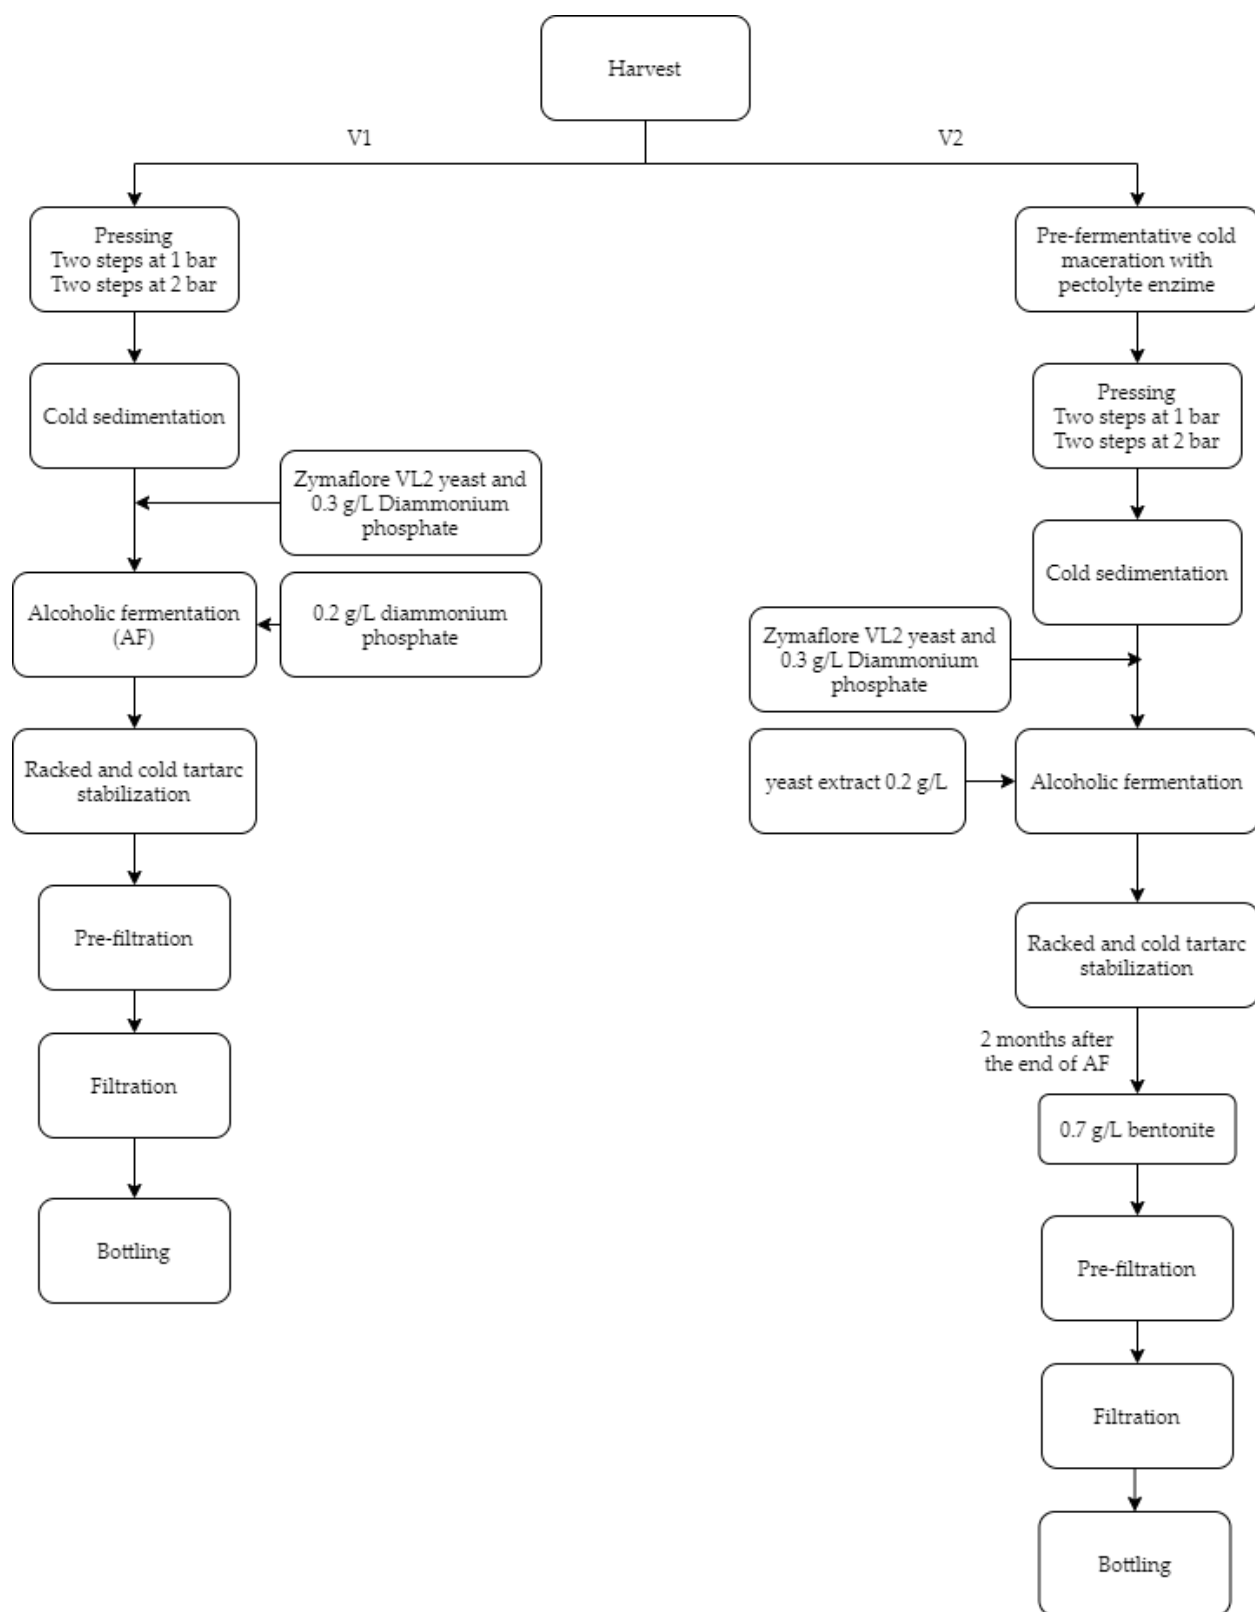 Harvest
V1
V2
Pressing
Two steps at 1 bar
Two steps at 2 bar
Cold sedimentation
Zymaflore VL2 yeast and
0.3 g/L Diammonium
phosphate
Alcoholic fermentation
(AF)
0.2 g/L diammonium
phosphate
Racked and cold tartarc
stabilization
Pre-filtration
Filtration
Bottling
Pre-fermentative cold
maceration with
pectolyte enzime
Pressing
Two steps at 1 bar
Two steps at 2 bar
Cold sedimentation
Zymaflore VL2 yeast and
0.3 g/L Diammonium
phosphate
yeast extract 0.2 g/L
Alcoholic fermentation
Racked and cold tartarc
stabilization
2 months after
the end of AF
0.7 g/L bentonite
Pre-filtration
Filtration
Bottling